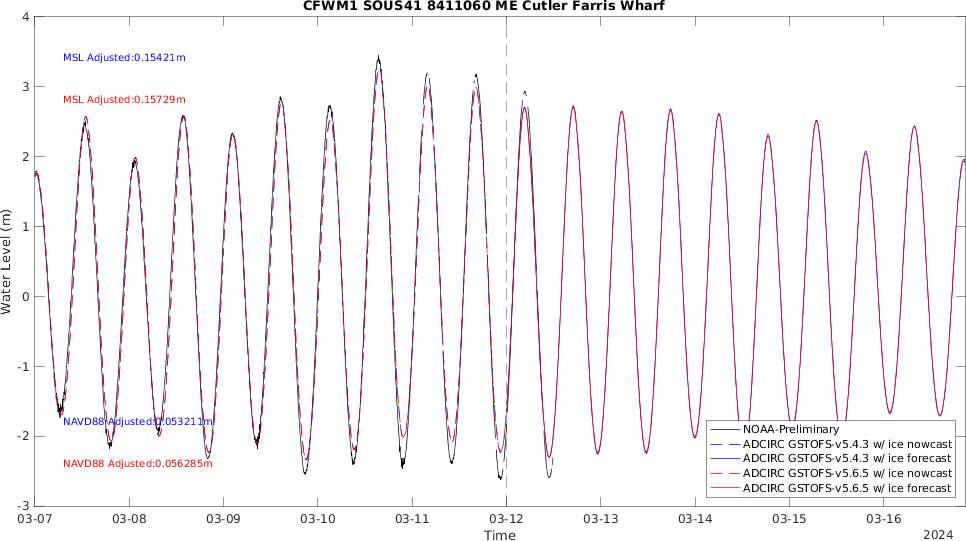 CFWM1 SOUS41 8411060 ME Cutler Farris Wharf
4
3
2
1
0
-1
-2
-3
Water Level (m)
MSL Adjusted:0.15421m
MSL Adjusted:0.15729m
NAVD88 Adjusted:0.053211m
NAVD88 Adjusted:0.056285m
NOAA-Preliminary
ADCIRC GSTOFS-v5.4.3 w/ ice nowcast
ADCIRC GSTOFS-v5.4.3 w/ ice forecast
ADCIRC GSTOFS-v5.6.5 w/ ice nowcast
ADCIRC GSTOFS-v5.6.5 w/ ice forecast
03-07 03-08 03-09 03-10 03-11 03-12 03-13 03-14 03-15 03-16
Time
2024